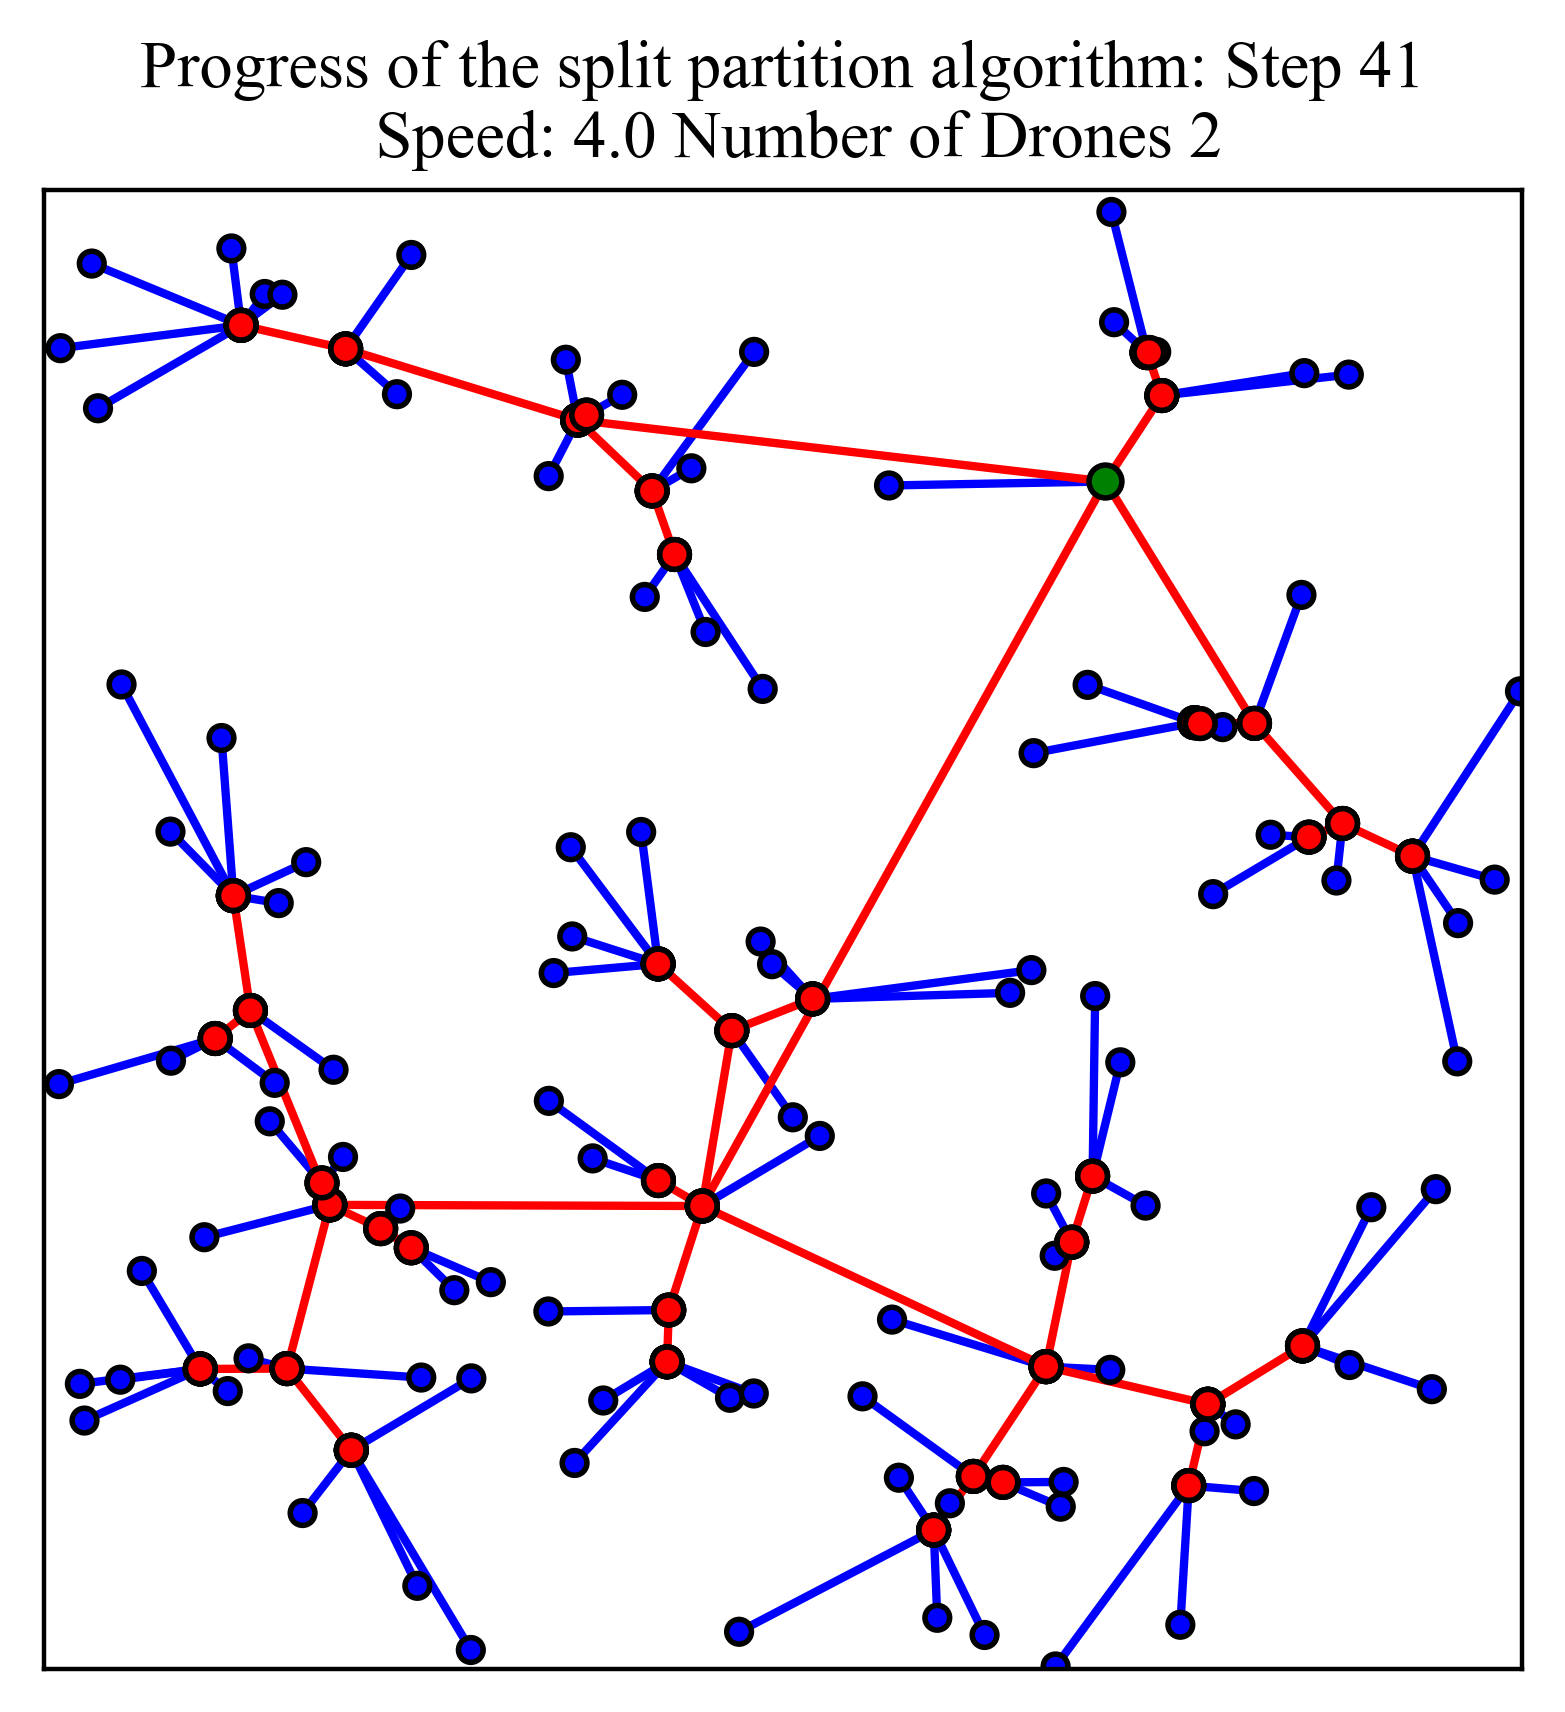 Progress of the split partition algorithm: Step 41
Speed: 4.0 Number of Drones 2